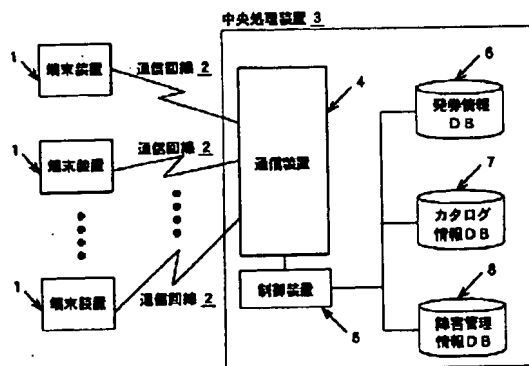 中央処理装置 3
1
端末装置
通信回線 2
4
6
発券情報
DB
1
端末装置
通信回線 2
通信装置
7
カタログ
情報DB
1
端末装置
通信回線 2
制御装置
5
8
障害管理
情報DB